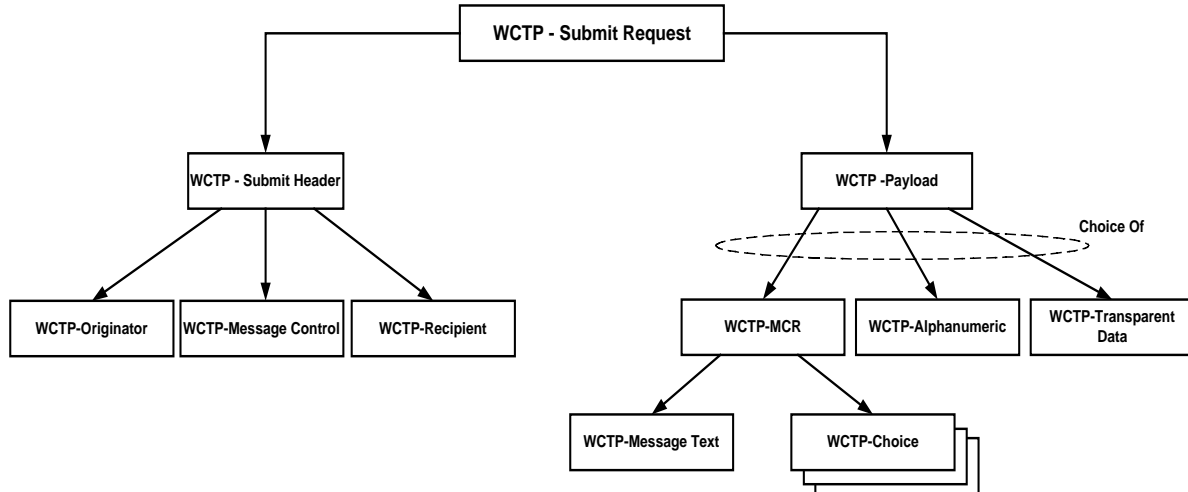 WCTP - Submit Request
WCTP - Submit Header
WCTP -Payload
Choice Of
WCTP-Originator
WCTP-Message Control
WCTP-Recipient
WCTP-MCR
WCTP-Alphanumeric
WCTP-Transparent
Data
WCTP-Message Text
WCTP-Choice